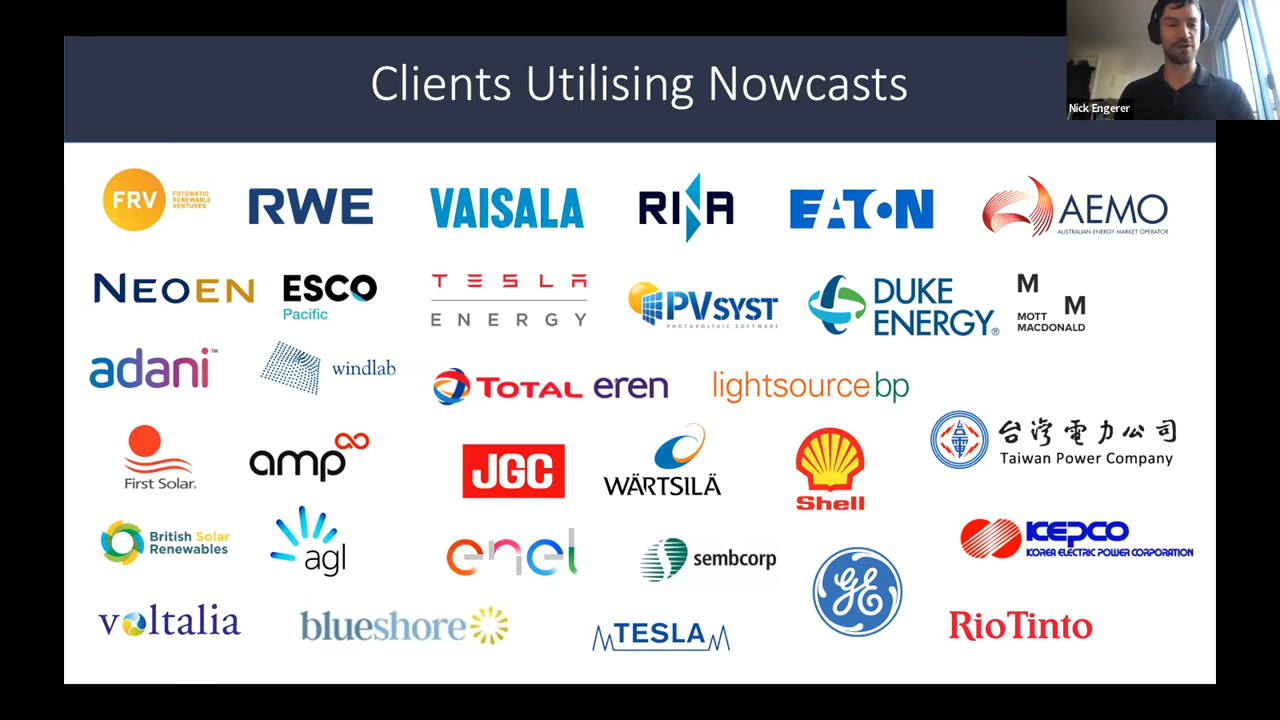 Clients Utilising Nowcasts
Nick Engerer
FRV
FOTOWATIO
RENEWABLE
VENTURES
RWE
VAISALA
RINA
EATON
AEMO
AUSTRALIAN ENERGY MARKET OPERATOR
NEOEN
ESCO
Pacific
TESLA
ENERGY
PVSYST
PHOTOVOLTAIC SOFTWARE
DUKE
ENERGY®
M
M
MOTT
MACDONALD
adani™
windlab
TOTAL eren
lightsource bp
First Solar.
amp
JGC
WÄRTSILÄ
Shell
台灣電力公司
Taiwan Power Company
British Solar
Renewables
agl
enel
sembcorp
GE
KEPCO
KOREA ELECTRIC POWER CORPORATION
voltalia
blueshore
TESLA
RioTinto